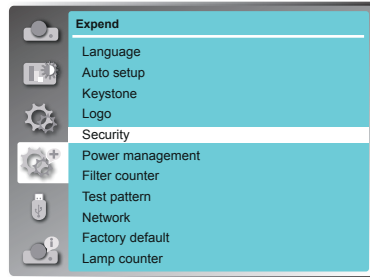 Expend
Language
Auto setup
Keystone
Logo
Security
Power management
Filter counter
Test pattern
Network
Factory default
Lamp counter